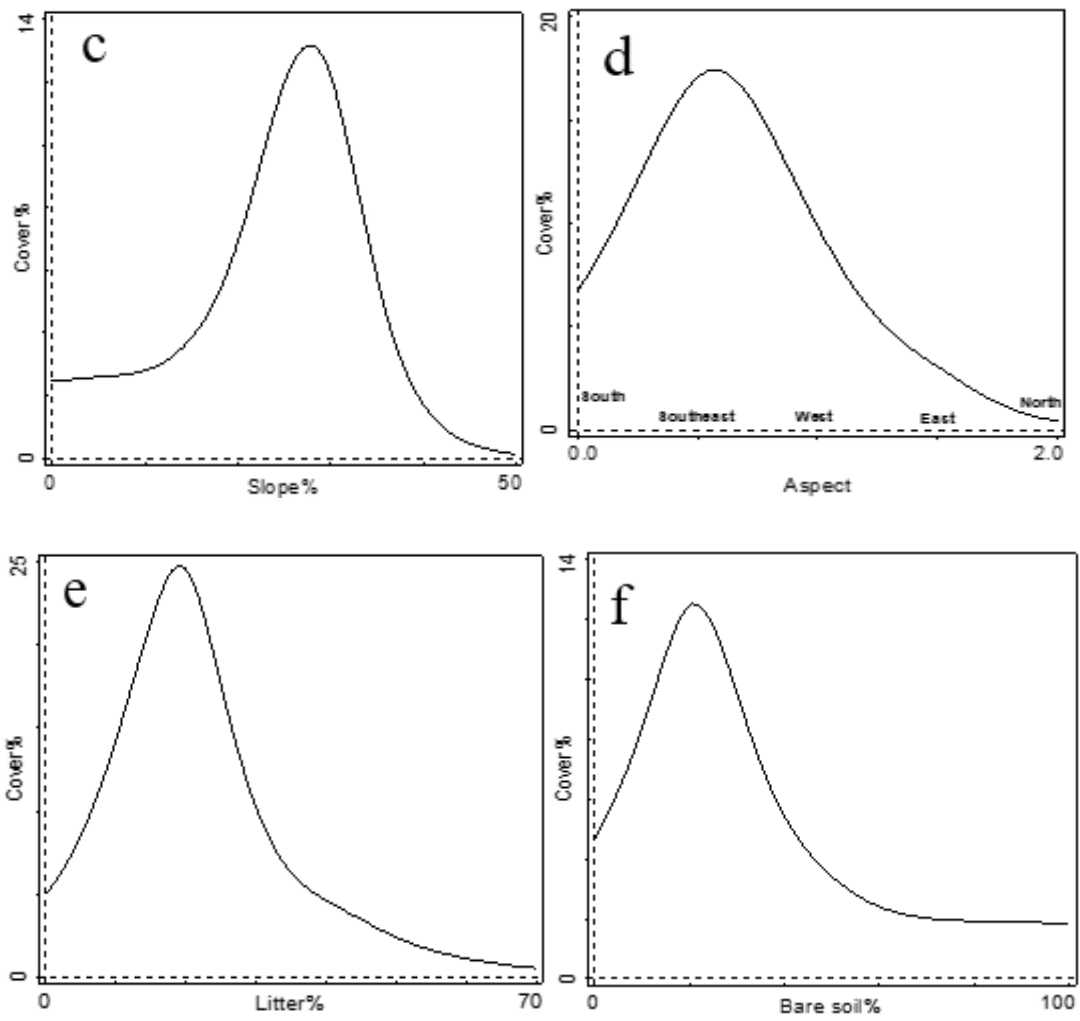 c
14
Cover%
0
0
Slope%
50
d
20
Cover%
0
South
Southeast
West
East
North
0.0
Aspect
2.0
e
25
Cover%
0
0
Litter%
70
f
14
Cover%
0
0
Bare soil%
100